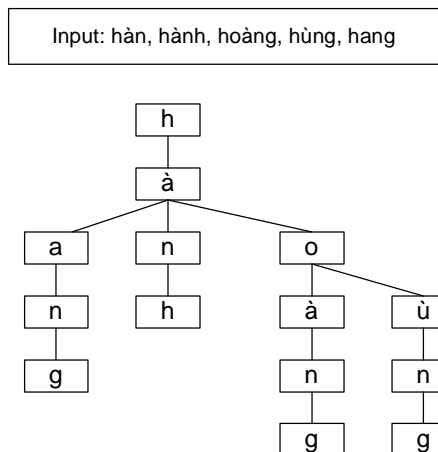 Input: hàn, hành, hoàng, hùng, hang
h
à
a n o
n h à ù
g n n
g g